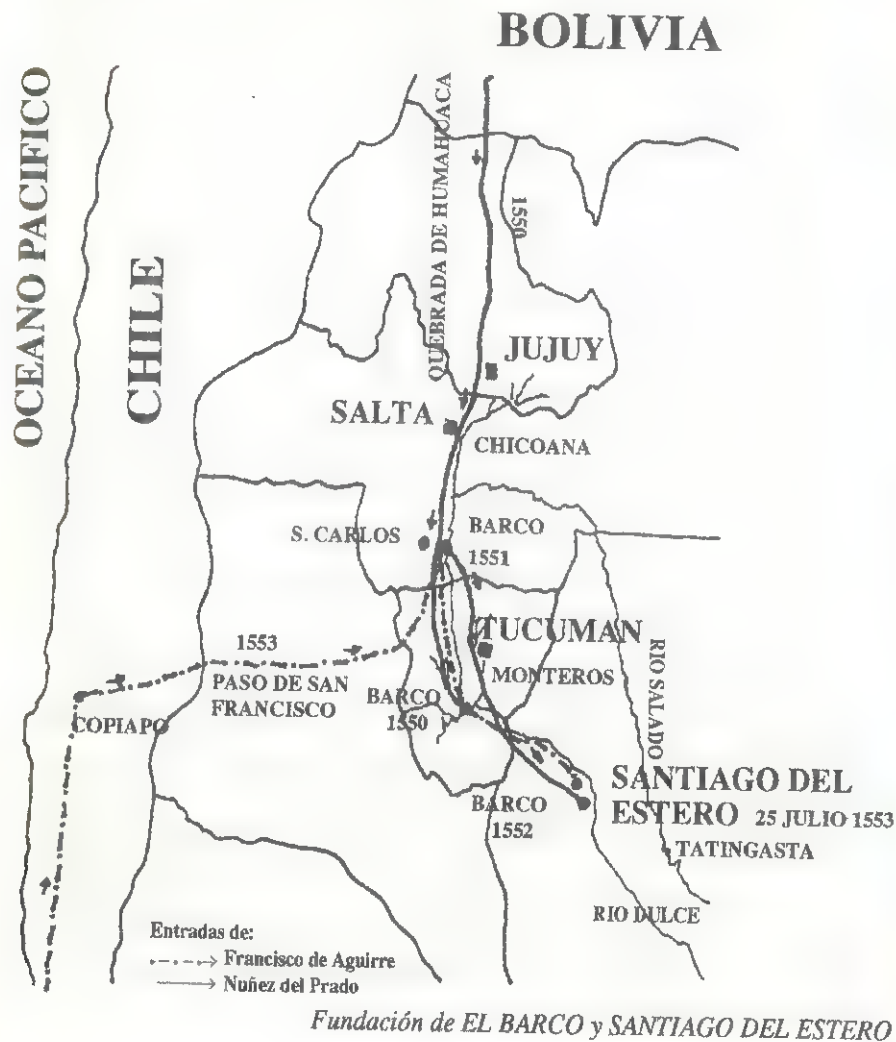 BOLIVIA
OCEANO PACIFICO
CHILE
QUEBRADA DE HUMAHUACA
1550
JUJUY
SALTA
CHICOANA
S. CARLOS
BARCO
1551
1553
TUCUMAN
PASO DE SAN
FRANCISCO
MONTEROS
BARCO
1550
COPIAPO
RIO SALADO
SANTIAGO DEL
ESTERO 25 JULIO 1553
BARCO
1552
TATINGASTA
RIO DULCE
Entradas de:
Francisco de Aguirre
Nuñez del Prado
Fundación de EL BARCO y SANTIAGO DEL ESTERO